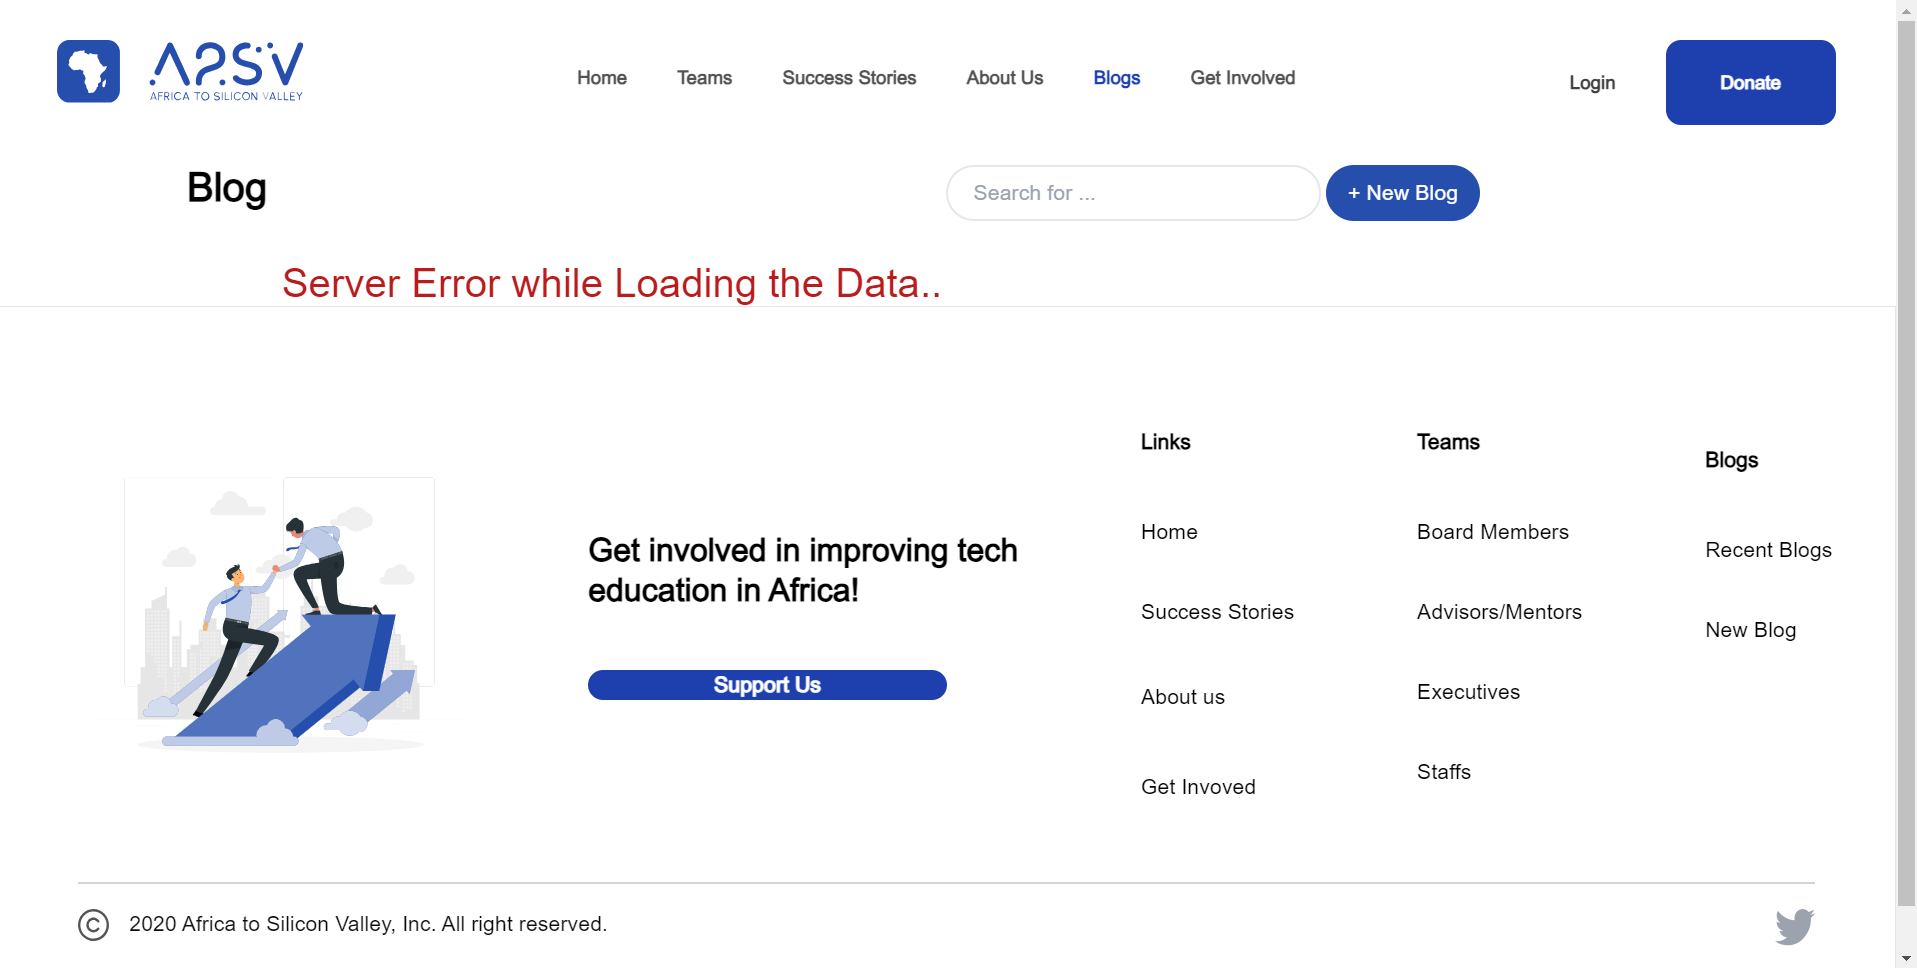 A2SV
AFRICA TO SILICON VALLEY
Home
Teams
Success Stories
About Us
Blogs
Get Involved
Login
Donate
Blog
Search for ...
+ New Blog
Server Error while Loading the Data..
Get involved in improving tech
education in Africa!
Support Us
Links
Home
Success Stories
About us
Get Invoved
Teams
Board Members
Advisors/Mentors
Executives
Staffs
Blogs
Recent Blogs
New Blog
© 2020 Africa to Silicon Valley, Inc. All right reserved.